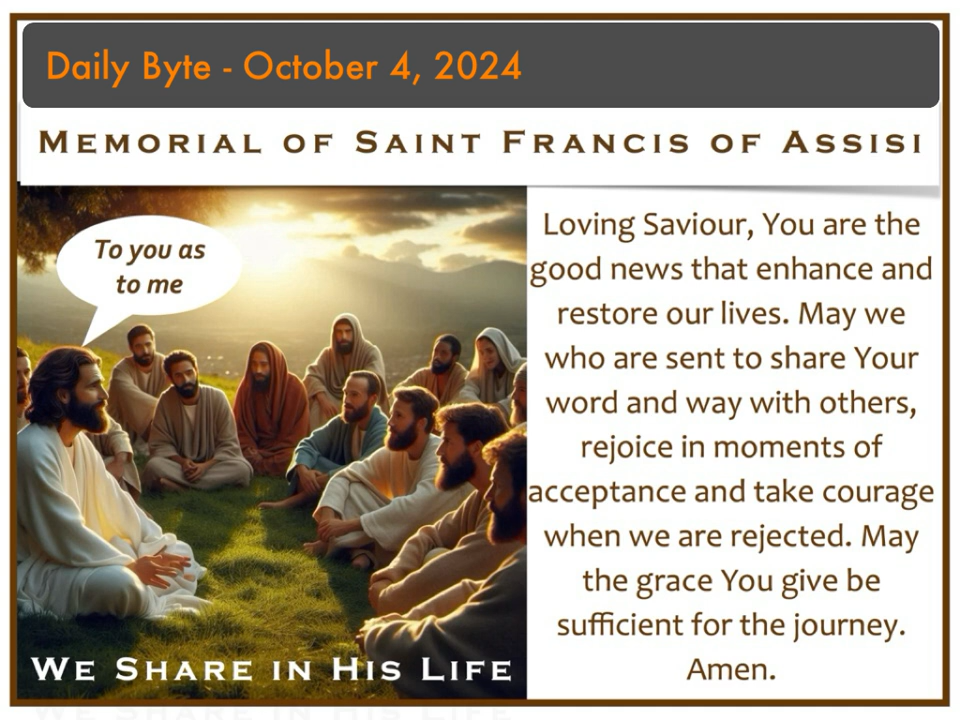 Daily Byte - October 4, 2024
Memorial of Saint Francis of Assisi
To you as
to me
Loving Saviour, You are the
good news that enhance and
restore our lives. May we
who are sent to share Your
word and way with others,
rejoice in moments of
acceptance and take courage
when we are rejected. May
the grace You give be
sufficient for the journey.
Amen.
We Share in His Life